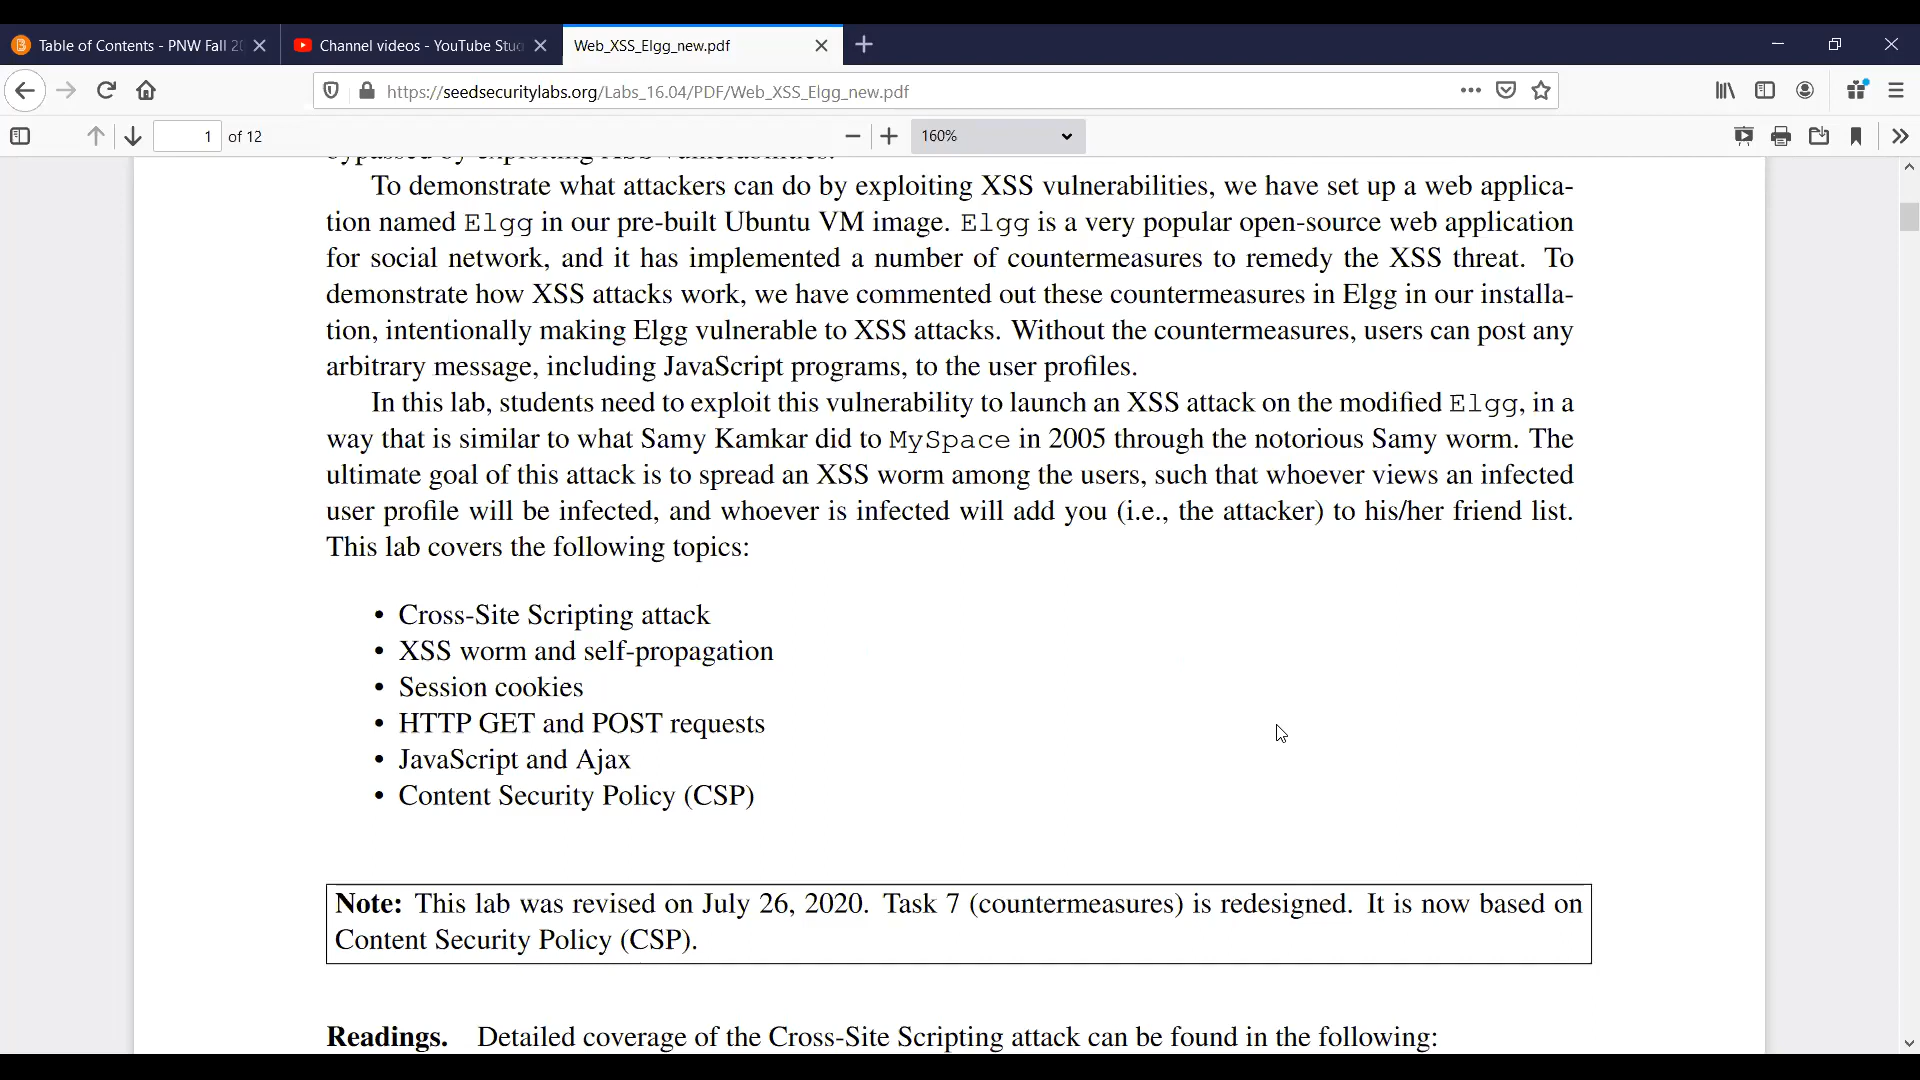 Table of Contents - PNW Fall 20
Channel videos - YouTube Stu
Web_XSS_Elgg_new.pdf
https://seedsecuritylabs.org/Labs_16.04/PDF/Web_XSS_Elgg_new.pdf
1 of 12
160%
bypassed by exploiting XSS vulnerabilities.
To demonstrate what attackers can do by exploiting XSS vulnerabilities, we have set up a web applica-
tion named Elgg in our pre-built Ubuntu VM image. Elgg is a very popular open-source web application
for social network, and it has implemented a number of countermeasures to remedy the XSS threat. To
demonstrate how XSS attacks work, we have commented out these countermeasures in Elgg in our installa-
tion, intentionally making Elgg vulnerable to XSS attacks. Without the countermeasures, users can post any
arbitrary message, including JavaScript programs, to the user profiles.
In this lab, students need to exploit this vulnerability to launch an XSS attack on the modified Elgg, in a
way that is similar to what Samy Kamkar did to MySpace in 2005 through the notorious Samy worm. The
ultimate goal of this attack is to spread an XSS worm among the users, such that whoever views an infected
user profile will be infected, and whoever is infected will add you (i.e., the attacker) to his/her friend list.
This lab covers the following topics:
• Cross-Site Scripting attack
• XSS worm and self-propagation
• Session cookies
• HTTP GET and POST requests
• JavaScript and Ajax
• Content Security Policy (CSP)
Note: This lab was revised on July 26, 2020. Task 7 (countermeasures) is redesigned. It is now based on
Content Security Policy (CSP).
Readings. Detailed coverage of the Cross-Site Scripting attack can be found in the following: